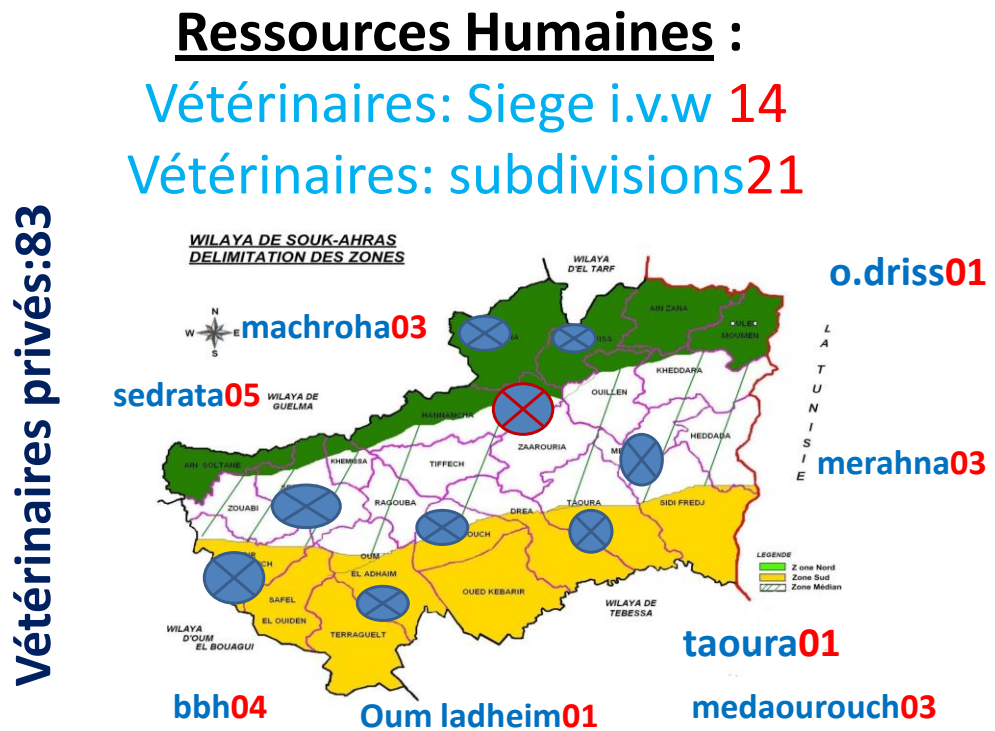 Ressources Humaines :
Vétérinaires: Siege i.v.w 14
Vétérinaires: subdivisions21
Vétérinaires privés:83
WILAYA DE SOUK-AHRAS
DELIMITATION DES ZONES
WILAYA
D'EL TARF
o.driss01
N
W E
S
machroha03
AIN ZANA
MOUMEN
LA TUNISIE
sedrata05
WILAYA DE
GUELMA
KHEDDARA
OUILLEN
HANNANCHA
HEDDADA
ZAAROURIA
merahna03
AIN SOLTANE
KHEMISSA
TIFFECH
ZOUABI
RAGOUBA
DREA
TAOURA
SIDI FREDJ
OUM
EL ADHAIM
OUED KEBARIR
SAFEL
EL OUIDEN
TERRAGUELT
LEGENDE
Zone Nord
Zone Sud
Zone Médian
WILAYA DE
TEBESSA
WILAYA
D'OUM
EL BOUAGUI
taoura01
bbh04
Oum ladheim01
medaourouch03